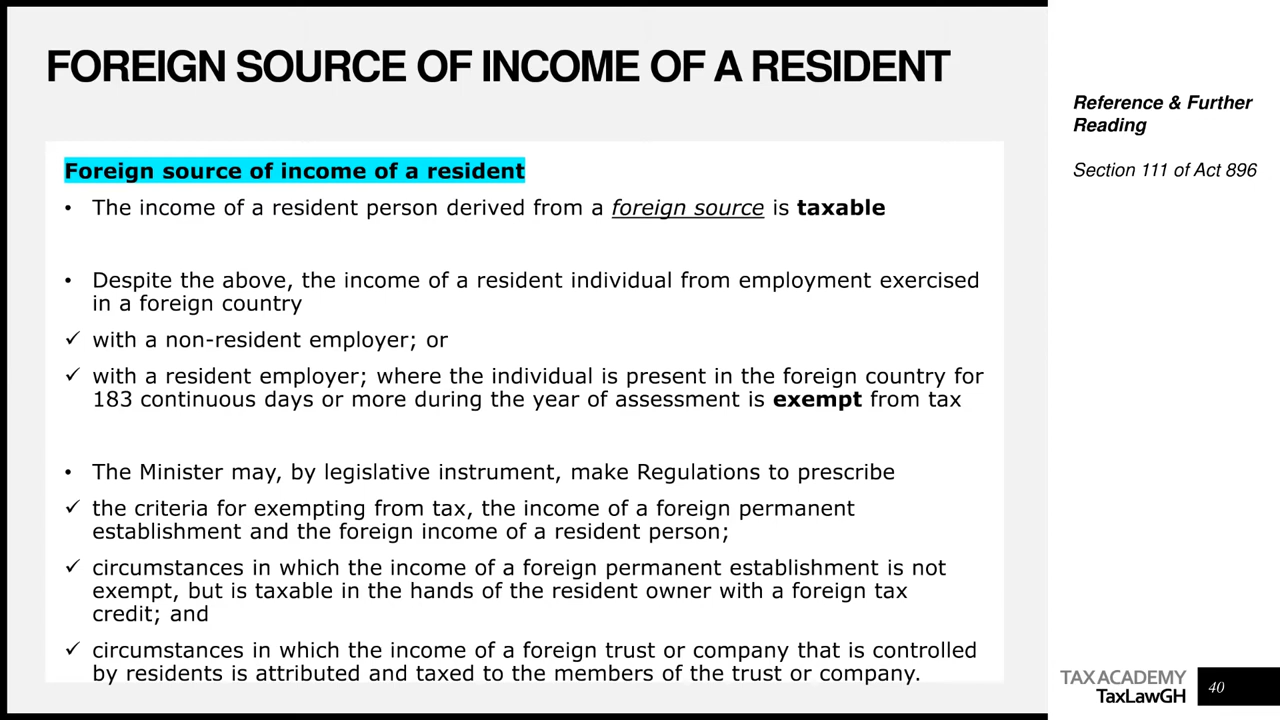 FOREIGN SOURCE OF INCOME OF A RESIDENT
Foreign source of income of a resident
• The income of a resident person derived from a foreign source is taxable
• Despite the above, the income of a resident individual from employment exercised
in a foreign country
✓ with a non-resident employer; or
✓ with a resident employer; where the individual is present in the foreign country for
183 continuous days or more during the year of assessment is exempt from tax
• The Minister may, by legislative instrument, make Regulations to prescribe
✓ the criteria for exempting from tax, the income of a foreign permanent
establishment and the foreign income of a resident person;
✓ circumstances in which the income of a foreign permanent establishment is not
exempt, but is taxable in the hands of the resident owner with a foreign tax
credit; and
✓ circumstances in which the income of a foreign trust or company that is controlled
by residents is attributed and taxed to the members of the trust or company.
Reference & Further
Reading
Section 111 of Act 896
TAX ACADEMY
TaxLawGH
40